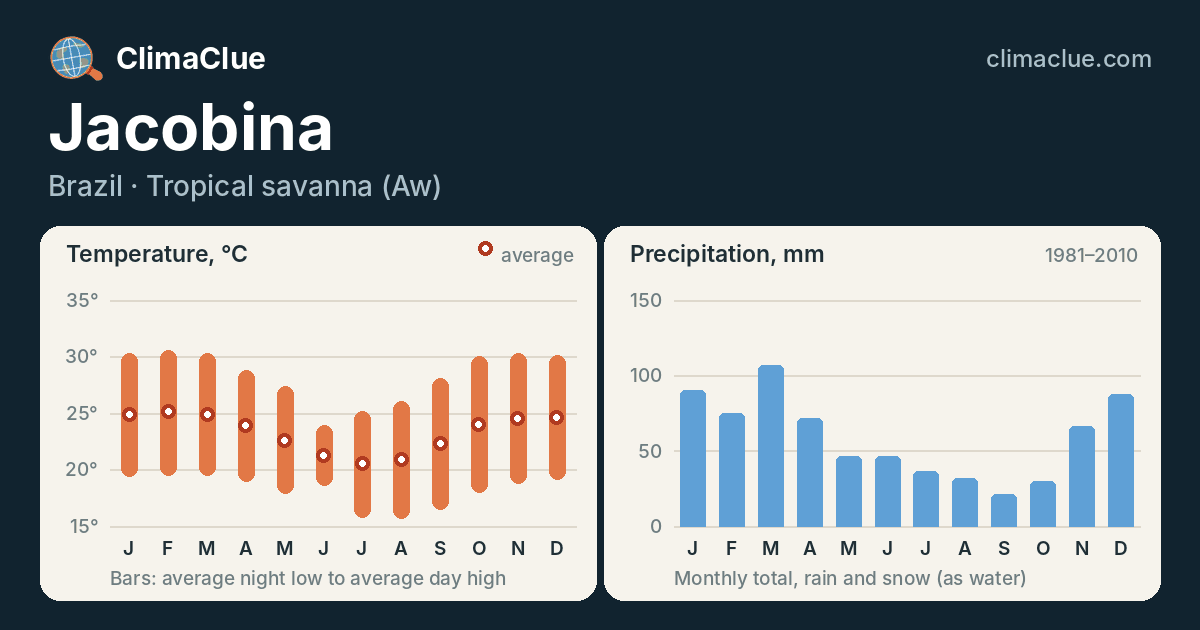 ClimaClue
climaclue.com
Jacobina
Brazil · Tropical savanna (Aw)
Temperature, °C
average
35°
30°
25°
20°
15°
J F M A M J J A S O N D
Bars: average night low to average day high
Precipitation, mm
1981–2010
150
100
50
0
J F M A M J J A S O N D
Monthly total, rain and snow (as water)